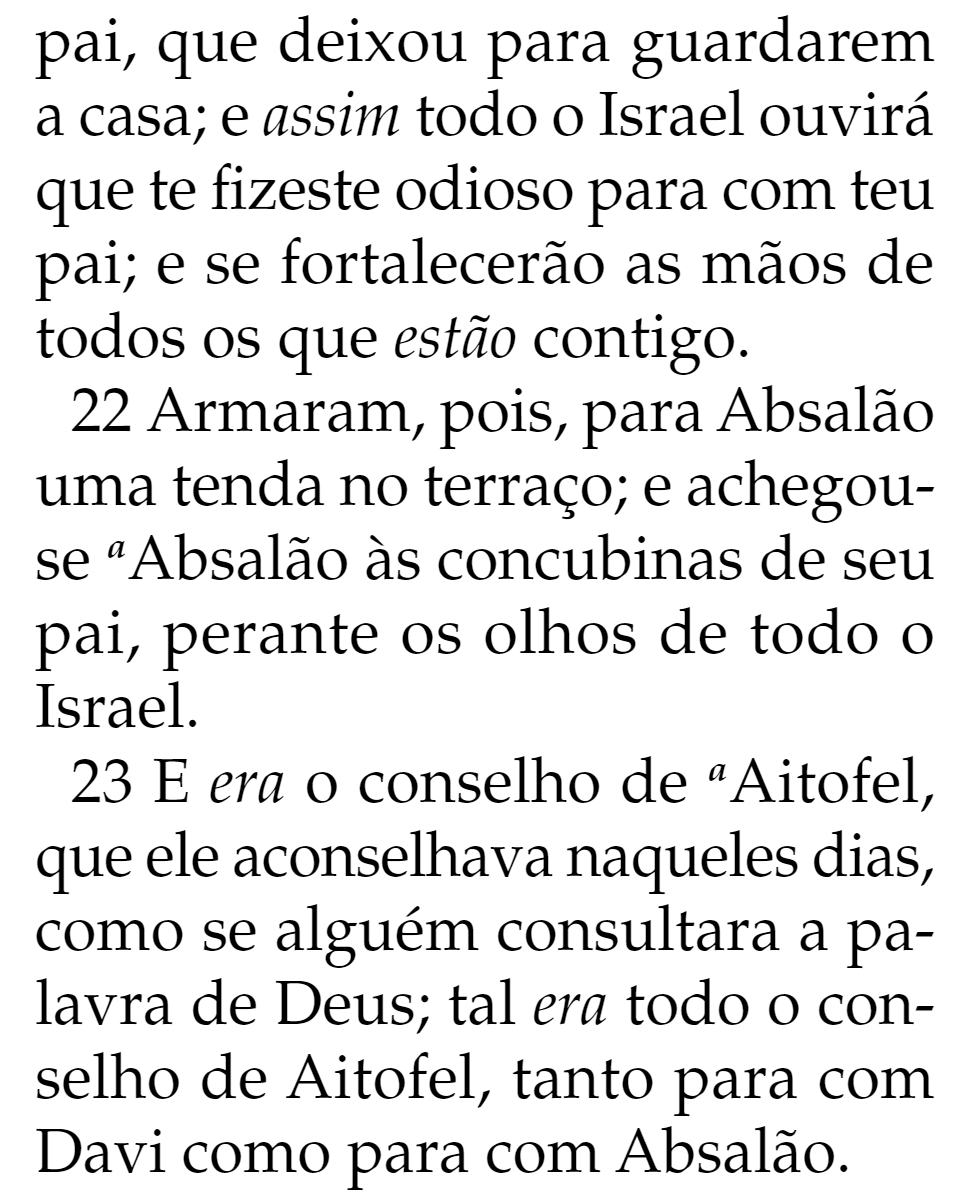 pai, que deixou para guardarem
a casa; e assim todo o Israel ouvirá
que te fizeste odioso para com teu
pai; e se fortalecerão as mãos de
todos os que estão contigo.
22 Armaram, pois, para Absalão
uma tenda no terraço; e achegou-
se ᵃAbsalão às concubinas de seu
pai, perante os olhos de todo o
Israel.
23 E era o conselho de ᵃAitofel,
que ele aconselhava naqueles dias,
como se alguém consultara a pa-
lavra de Deus; tal era todo o con-
selho de Aitofel, tanto para com
Davi como para com Absalão.